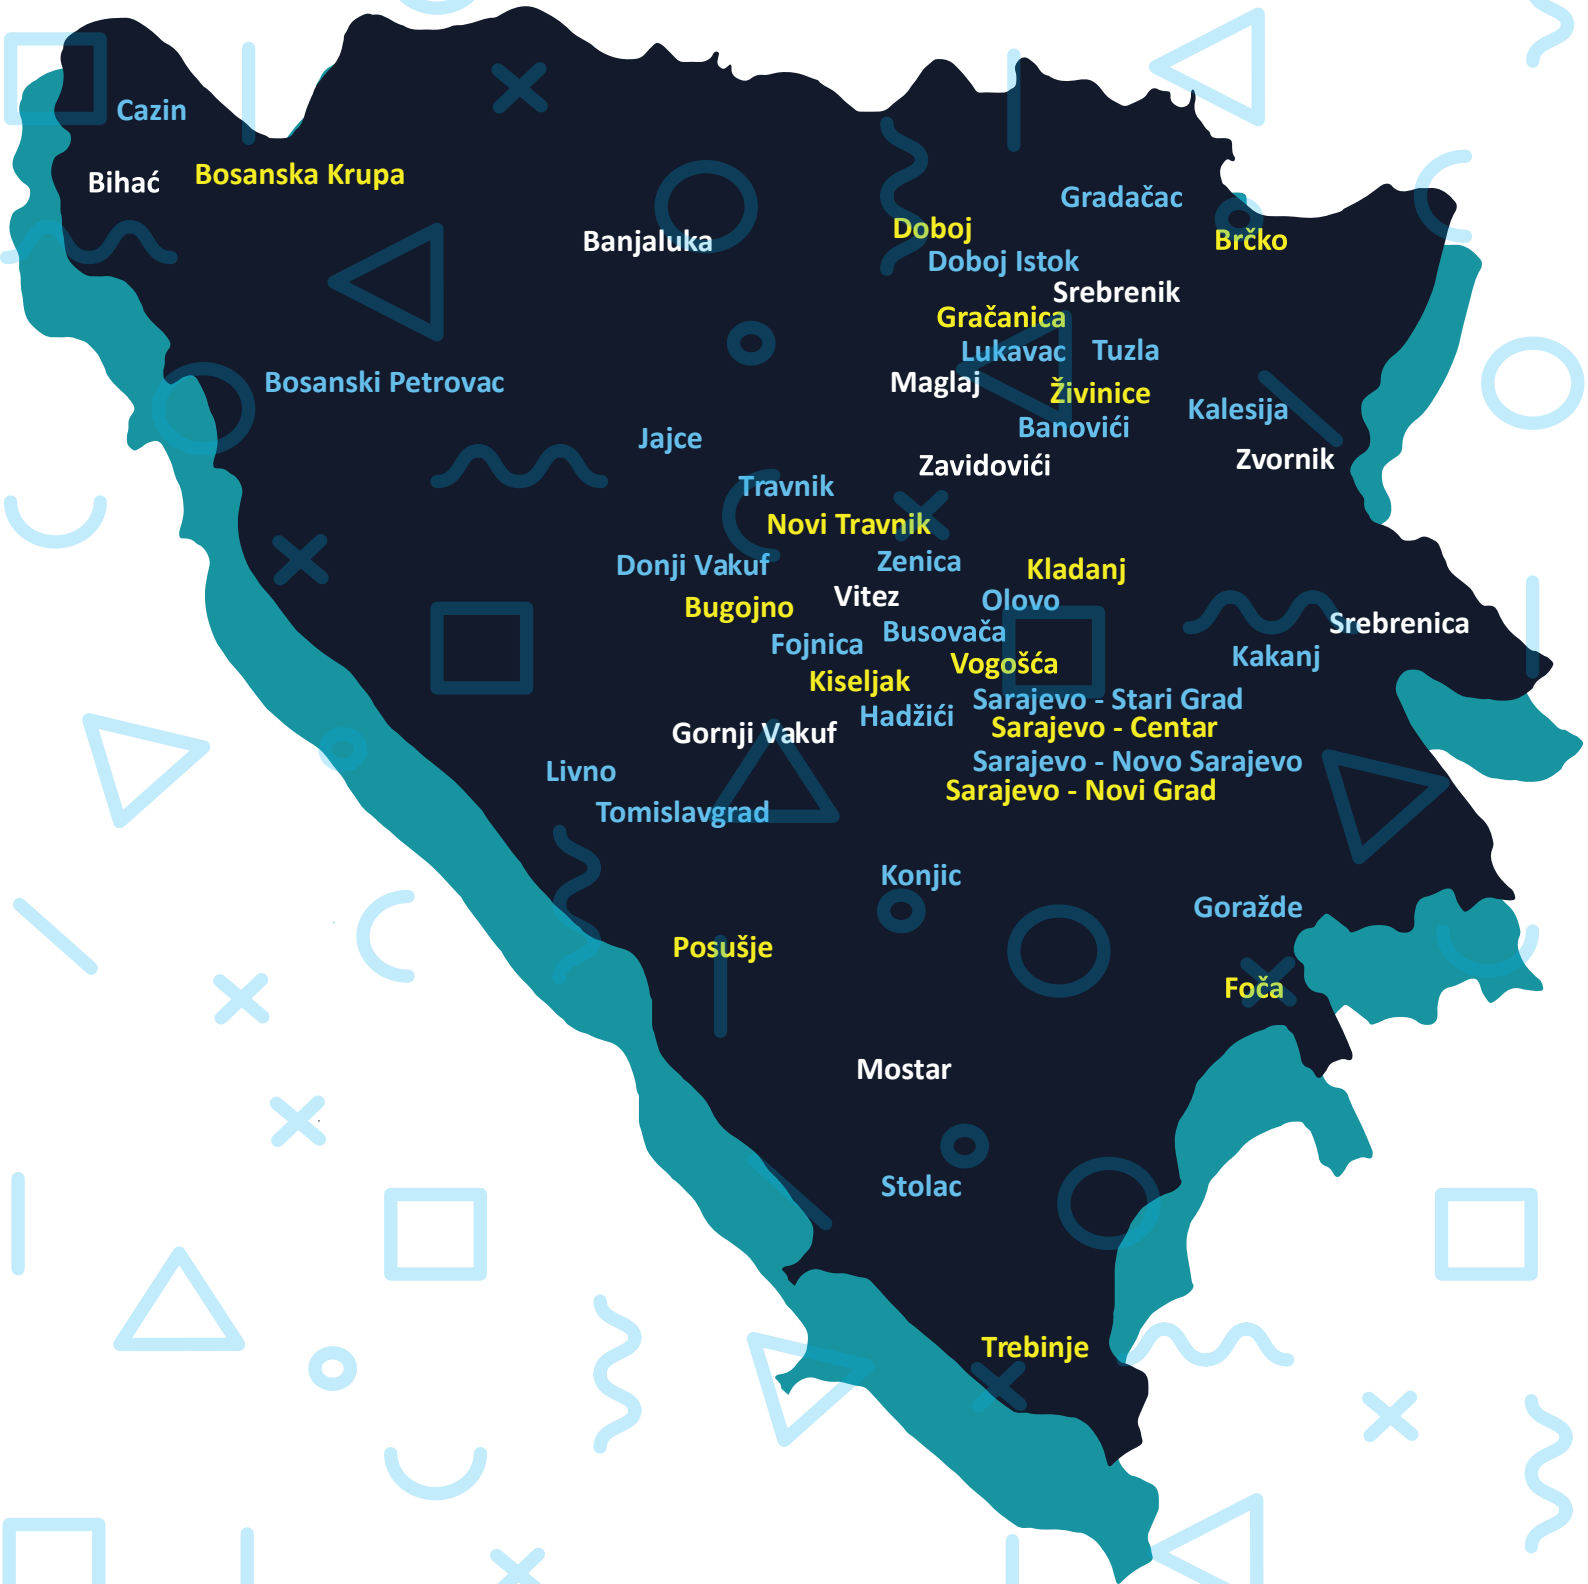 Cazin
Bihać
Bosanska Krupa
Banjaluka
Gradačac
Doboj
Brčko
Doboj Istok
Srebrenik
Gračanica
Lukavac
Tuzla
Maglaj
Živinice
Bosanski Petrovac
Kalesija
Banovići
Jajce
Zavidovići
Zvornik
Travnik
Novi Travnik
Donji Vakuf
Zenica
Kladanj
Vitez
Olovo
Bugojno
Srebrenica
Busovača
Fojnica
Kakanj
Vogošća
Kiseljak
Sarajevo - Stari Grad
Hadžići
Sarajevo - Centar
Gornji Vakuf
Sarajevo - Novo Sarajevo
Livno
Sarajevo - Novi Grad
Tomislavgrad
Konjic
Goražde
Posušje
Foča
Mostar
Stolac
Trebinje